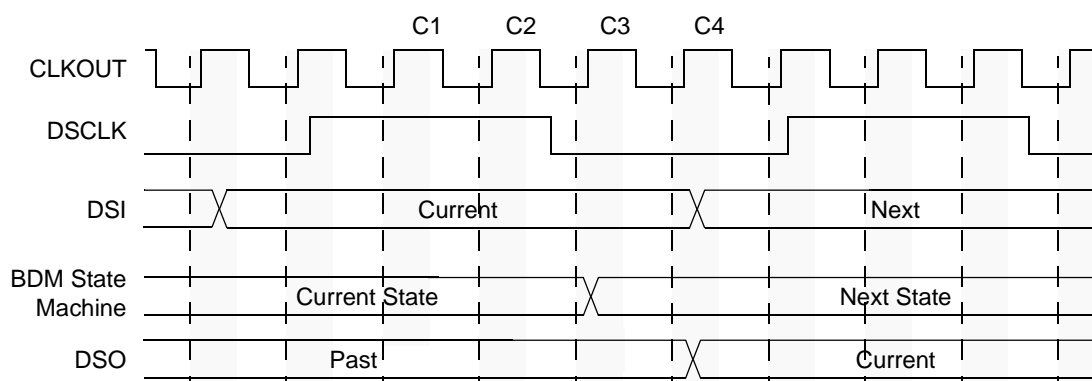 C1 C2 C3 C4
CLKOUT
DSCLK
DSI Current Next
BDM State
Machine Current State Next State
DSO Past Current